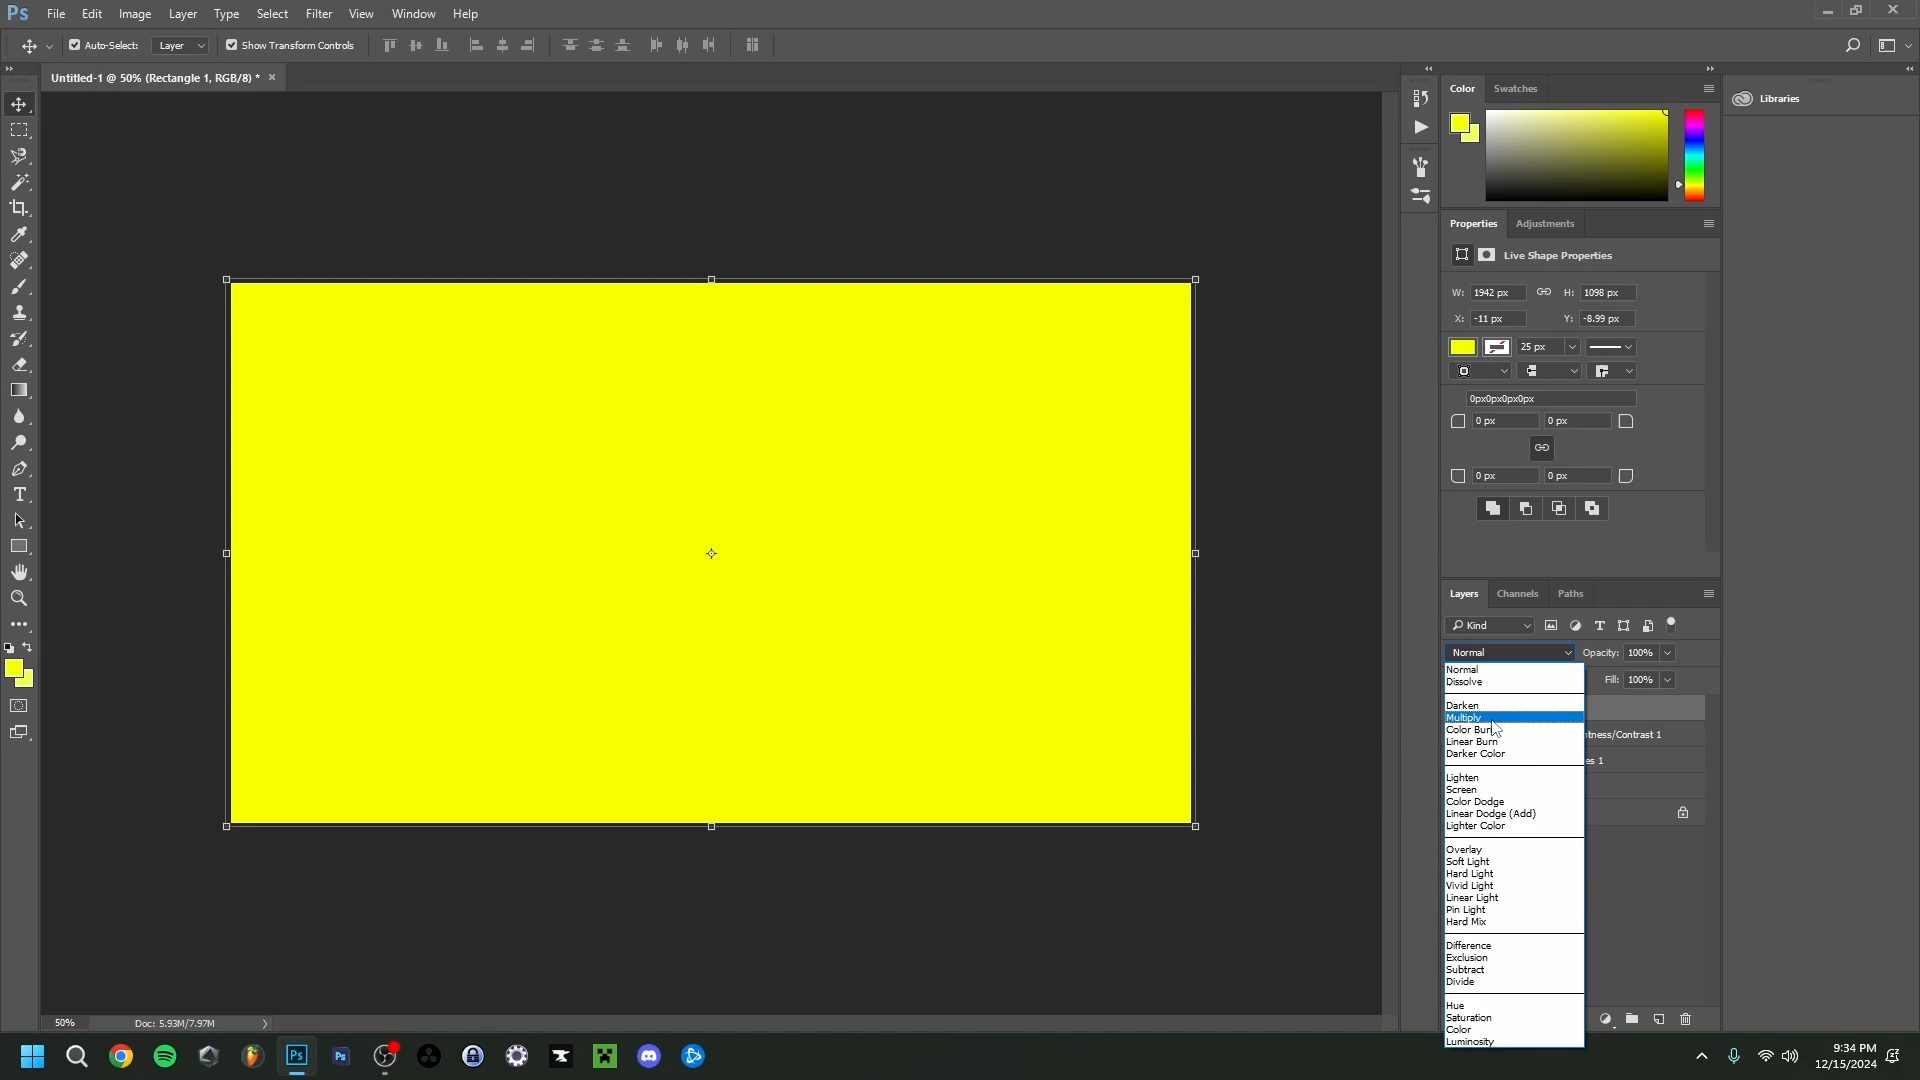 Ps File Edit Image Layer Type Select Filter View Window Help
Auto-Select: Layer Show Transform Controls
Untitled-1 @ 50% (Rectangle 1, RGB/8) *
Color Swatches
Libraries
Properties Adjustments
Live Shape Properties
W: 1942 px H: 1098 px
X: -11 px Y: -8.99 px
25 px
0px0px0px0px
0 px 0 px
0 px 0 px
Layers Channels Paths
Kind
Normal Opacity: 100%
Fill: 100%
Normal
Dissolve
Darken
Multiply
Color Burn
Linear Burn
Darker Color
Lighten
Screen
Color Dodge
Linear Dodge (Add)
Lighter Color
Overlay
Soft Light
Hard Light
Vivid Light
Linear Light
Pin Light
Hard Mix
Difference
Exclusion
Subtract
Divide
Hue
Saturation
Color
Luminosity
htness/Contrast 1
es 1
50% Doc: 5.93M/7.97M
Ps Ps
9:34 PM
12/15/2024